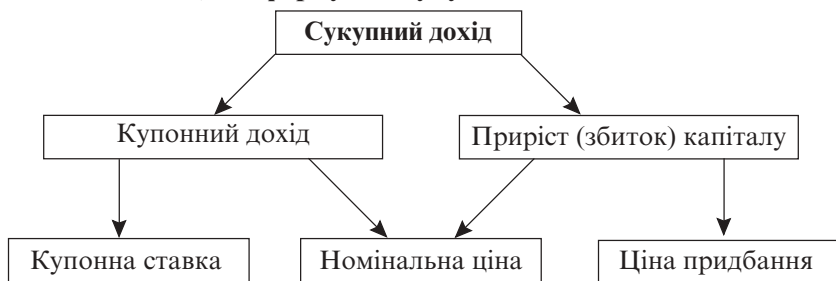 Сукупний дохід
Купонний дохід
Приріст (збиток) капіталу
Купонна ставка
Номінальна ціна
Ціна придбання